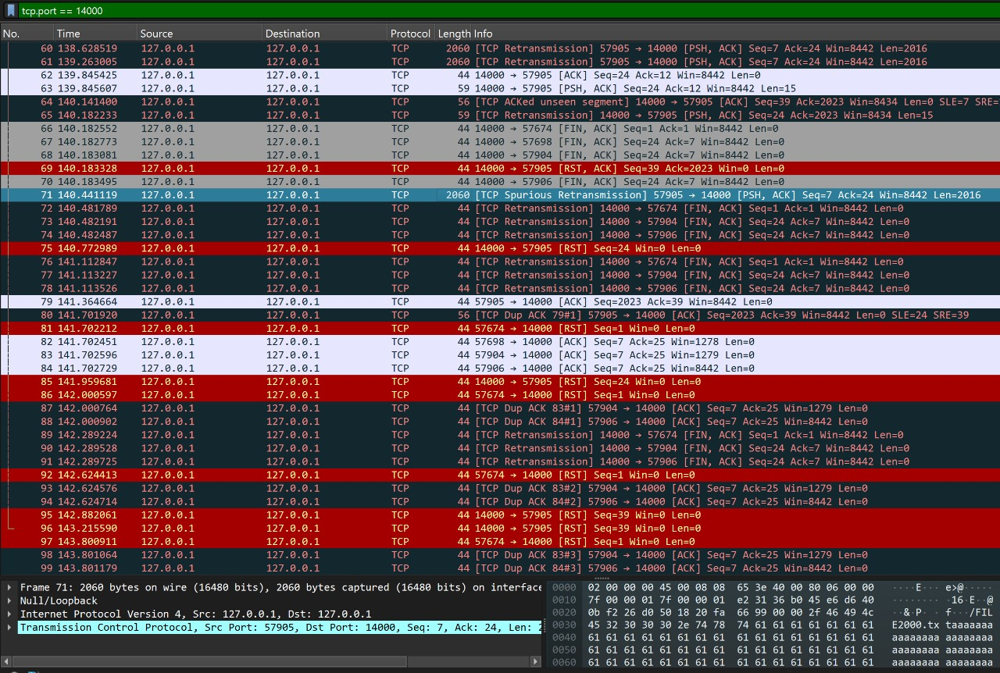 tcp.port == 14000
No. Time Source Destination Protocol Length Info
60 138.628519 127.0.0.1 127.0.0.1 TCP 2060 [TCP Retransmission] 57905 → 14000 [PSH, ACK] Seq=7 Ack=24 Win=8442 Len=2016
61 139.263005 127.0.0.1 127.0.0.1 TCP 2060 [TCP Retransmission] 57905 → 14000 [PSH, ACK] Seq=7 Ack=24 Win=8442 Len=2016
62 139.845425 127.0.0.1 127.0.0.1 TCP 44 14000 → 57905 [ACK] Seq=24 Ack=12 Win=8442 Len=0
63 139.845607 127.0.0.1 127.0.0.1 TCP 59 14000 → 57905 [PSH, ACK] Seq=24 Ack=12 Win=8442 Len=15
64 140.141400 127.0.0.1 127.0.0.1 TCP 56 [TCP ACKed unseen segment] 14000 → 57905 [ACK] Seq=39 Ack=2023 Win=8434 Len=0 SLE=7 SRE=
65 140.182233 127.0.0.1 127.0.0.1 TCP 59 [TCP Retransmission] 14000 → 57905 [PSH, ACK] Seq=24 Ack=2023 Win=8434 Len=15
66 140.182552 127.0.0.1 127.0.0.1 TCP 44 14000 → 57674 [FIN, ACK] Seq=1 Ack=1 Win=8442 Len=0
67 140.182773 127.0.0.1 127.0.0.1 TCP 44 14000 → 57698 [FIN, ACK] Seq=24 Ack=7 Win=8442 Len=0
68 140.183081 127.0.0.1 127.0.0.1 TCP 44 14000 → 57904 [FIN, ACK] Seq=24 Ack=7 Win=8442 Len=0
69 140.183328 127.0.0.1 127.0.0.1 TCP 44 14000 → 57905 [RST, ACK] Seq=39 Ack=2023 Win=0 Len=0
70 140.183495 127.0.0.1 127.0.0.1 TCP 44 14000 → 57906 [FIN, ACK] Seq=24 Ack=7 Win=8442 Len=0
71 140.441119 127.0.0.1 127.0.0.1 TCP 2060 [TCP Spurious Retransmission] 57905 → 14000 [PSH, ACK] Seq=7 Ack=24 Win=8442 Len=2016
72 140.481789 127.0.0.1 127.0.0.1 TCP 44 [TCP Retransmission] 14000 → 57674 [FIN, ACK] Seq=1 Ack=1 Win=8442 Len=0
73 140.482191 127.0.0.1 127.0.0.1 TCP 44 [TCP Retransmission] 14000 → 57904 [FIN, ACK] Seq=24 Ack=7 Win=8442 Len=0
74 140.482487 127.0.0.1 127.0.0.1 TCP 44 [TCP Retransmission] 14000 → 57906 [FIN, ACK] Seq=24 Ack=7 Win=8442 Len=0
75 140.772989 127.0.0.1 127.0.0.1 TCP 44 14000 → 57905 [RST] Seq=24 Win=0 Len=0
76 141.112847 127.0.0.1 127.0.0.1 TCP 44 [TCP Retransmission] 14000 → 57674 [FIN, ACK] Seq=1 Ack=1 Win=8442 Len=0
77 141.113227 127.0.0.1 127.0.0.1 TCP 44 [TCP Retransmission] 14000 → 57904 [FIN, ACK] Seq=24 Ack=7 Win=8442 Len=0
78 141.113526 127.0.0.1 127.0.0.1 TCP 44 [TCP Retransmission] 14000 → 57906 [FIN, ACK] Seq=24 Ack=7 Win=8442 Len=0
79 141.364664 127.0.0.1 127.0.0.1 TCP 44 57905 → 14000 [ACK] Seq=2023 Ack=39 Win=8442 Len=0
80 141.701920 127.0.0.1 127.0.0.1 TCP 56 [TCP Dup ACK 79#1] 57905 → 14000 [ACK] Seq=2023 Ack=39 Win=8442 Len=0 SLE=24 SRE=39
81 141.702212 127.0.0.1 127.0.0.1 TCP 44 57674 → 14000 [RST] Seq=1 Win=0 Len=0
82 141.702451 127.0.0.1 127.0.0.1 TCP 44 57698 → 14000 [ACK] Seq=7 Ack=25 Win=1278 Len=0
83 141.702596 127.0.0.1 127.0.0.1 TCP 44 57904 → 14000 [ACK] Seq=7 Ack=25 Win=1279 Len=0
84 141.702729 127.0.0.1 127.0.0.1 TCP 44 57906 → 14000 [ACK] Seq=7 Ack=25 Win=8442 Len=0
85 141.959681 127.0.0.1 127.0.0.1 TCP 44 14000 → 57905 [RST] Seq=24 Win=0 Len=0
86 142.000597 127.0.0.1 127.0.0.1 TCP 44 57674 → 14000 [RST] Seq=1 Win=0 Len=0
87 142.000764 127.0.0.1 127.0.0.1 TCP 44 [TCP Dup ACK 83#1] 57904 → 14000 [ACK] Seq=7 Ack=25 Win=1279 Len=0
88 142.000902 127.0.0.1 127.0.0.1 TCP 44 [TCP Dup ACK 84#1] 57906 → 14000 [ACK] Seq=7 Ack=25 Win=8442 Len=0
89 142.289224 127.0.0.1 127.0.0.1 TCP 44 [TCP Retransmission] 14000 → 57674 [FIN, ACK] Seq=1 Ack=1 Win=8442 Len=0
90 142.289528 127.0.0.1 127.0.0.1 TCP 44 [TCP Retransmission] 14000 → 57904 [FIN, ACK] Seq=24 Ack=7 Win=8442 Len=0
91 142.289725 127.0.0.1 127.0.0.1 TCP 44 [TCP Retransmission] 14000 → 57906 [FIN, ACK] Seq=24 Ack=7 Win=8442 Len=0
92 142.624413 127.0.0.1 127.0.0.1 TCP 44 57674 → 14000 [RST] Seq=1 Win=0 Len=0
93 142.624576 127.0.0.1 127.0.0.1 TCP 44 [TCP Dup ACK 83#2] 57904 → 14000 [ACK] Seq=7 Ack=25 Win=1279 Len=0
94 142.624714 127.0.0.1 127.0.0.1 TCP 44 [TCP Dup ACK 84#2] 57906 → 14000 [ACK] Seq=7 Ack=25 Win=8442 Len=0
95 142.882061 127.0.0.1 127.0.0.1 TCP 44 14000 → 57905 [RST] Seq=39 Win=0 Len=0
96 143.215590 127.0.0.1 127.0.0.1 TCP 44 14000 → 57905 [RST] Seq=39 Win=0 Len=0
97 143.800911 127.0.0.1 127.0.0.1 TCP 44 57674 → 14000 [RST] Seq=1 Win=0 Len=0
98 143.801064 127.0.0.1 127.0.0.1 TCP 44 [TCP Dup ACK 83#3] 57904 → 14000 [ACK] Seq=7 Ack=25 Win=1279 Len=0
99 143.801179 127.0.0.1 127.0.0.1 TCP 44 [TCP Dup ACK 84#3] 57906 → 14000 [ACK] Seq=7 Ack=25 Win=8442 Len=0
Frame 71: 2060 bytes on wire (16480 bits), 2060 bytes captured (16480 bits) on interface
Null/Loopback
Internet Protocol Version 4, Src: 127.0.0.1, Dst: 127.0.0.1
Transmission Control Protocol, Src Port: 57905, Dst Port: 14000, Seq: 7, Ack: 24, Len: 2
0000 02 00 00 00 45 00 08 08 65 3e 40 00 80 06 00 00 ····E··· e>@·····
0010 7f 00 00 01 7f 00 00 01 e2 31 36 b0 45 e6 d6 40 ········ ·16·E··@
0020 0b f2 26 d0 50 18 20 fa 66 99 00 00 2f 46 49 4c ··&·P· · f···/FIL
0030 45 32 30 30 30 2e 74 78 74 61 61 61 61 61 61 61 E2000.tx taaaaaaa
0040 61 61 61 61 61 61 61 61 61 61 61 61 61 61 61 61 aaaaaaaa aaaaaaaa
0050 61 61 61 61 61 61 61 61 61 61 61 61 61 61 61 61 aaaaaaaa aaaaaaaa
0060 61 61 61 61 61 61 61 61 61 61 61 61 61 61 61 61 aaaaaaaa aaaaaaaa